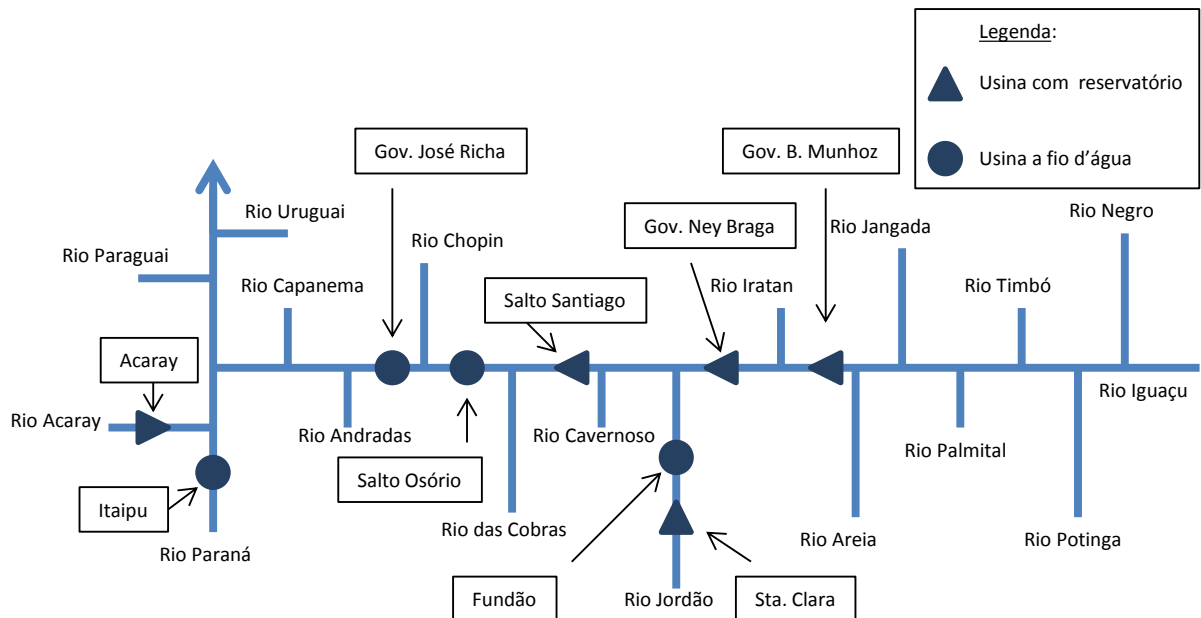 Legenda:
Usina com reservatório
Usina a fio d'água
Gov. José Richa
Gov. B. Munhoz
Rio Negro
Rio Uruguai
Rio Chopin
Gov. Ney Braga
Rio Jangada
Rio Paraguai
Rio Capanema
Salto Santiago
Rio Iratan
Rio Timbó
Acaray
Rio Iguaçu
Rio Acaray
Rio Andradas
Rio Cavernoso
Rio Palmital
Salto Osório
Itaipu
Rio das Cobras
Rio Areia
Rio Potinga
Rio Paraná
Fundão
Rio Jordão
Sta. Clara